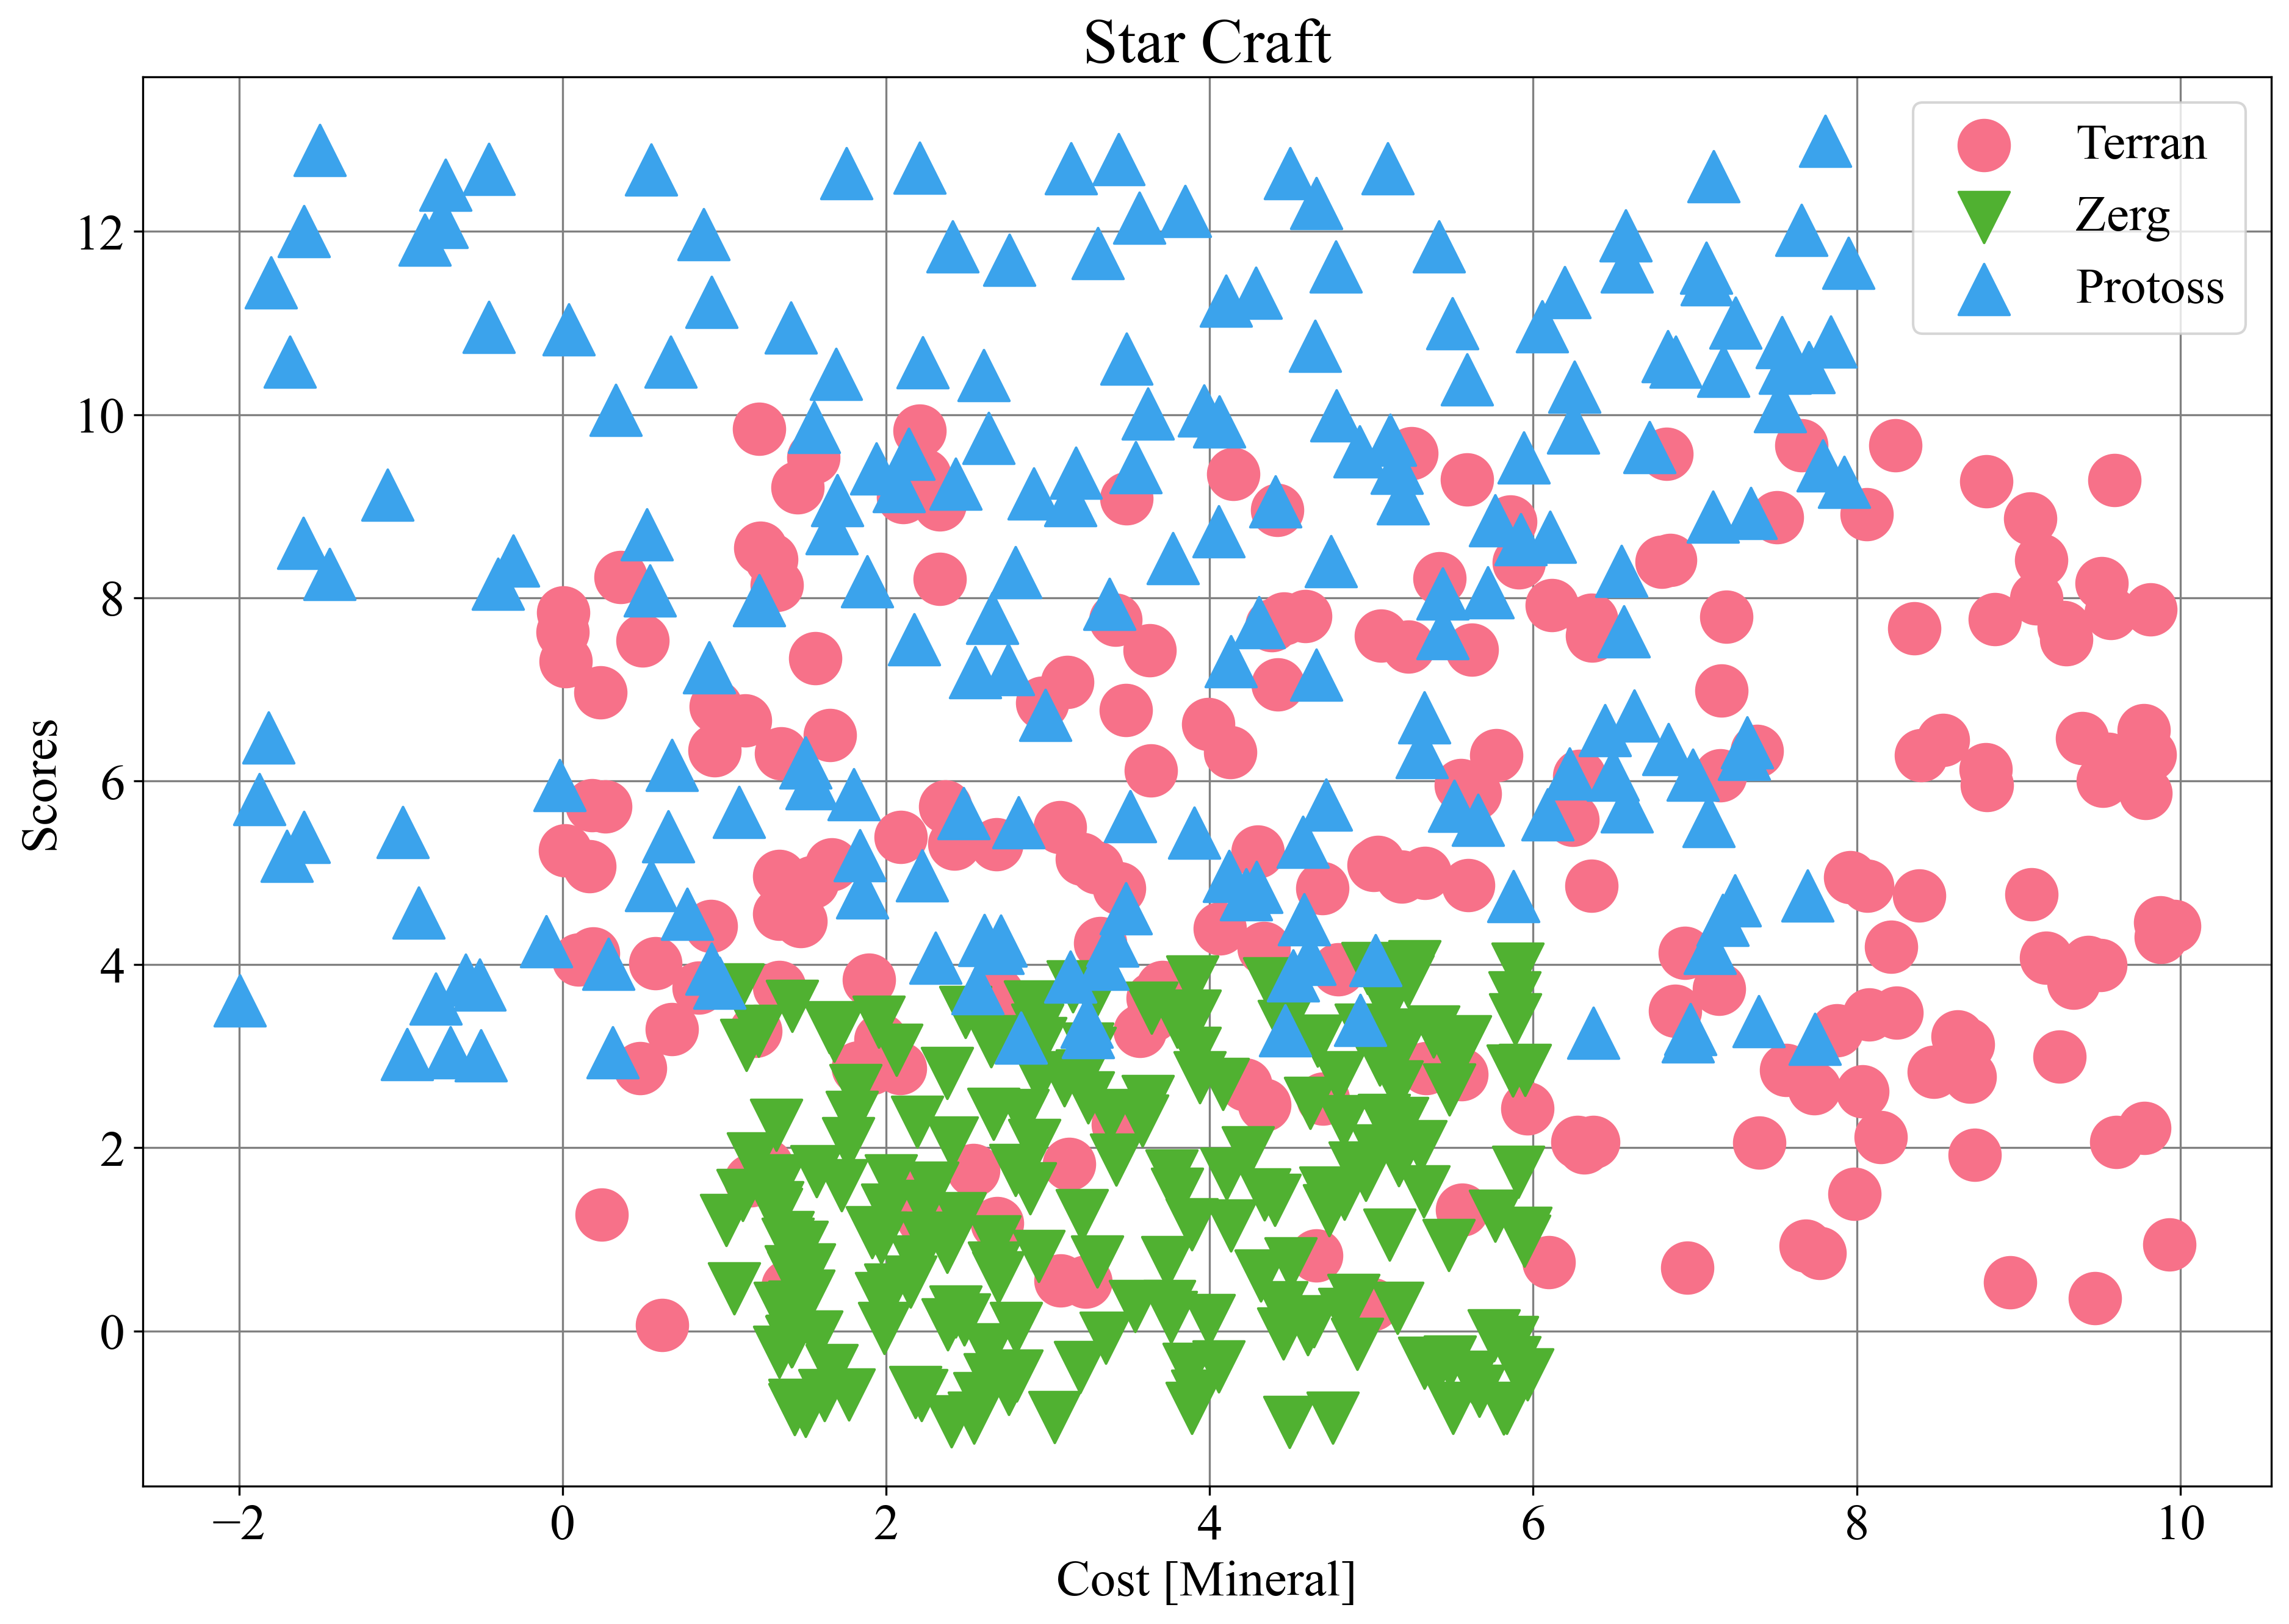 Star Craft
Terran
Zerg
Protoss
Scores
12
10
8
6
4
2
0
−2 0 2 4 6 8 10
Cost [Mineral]